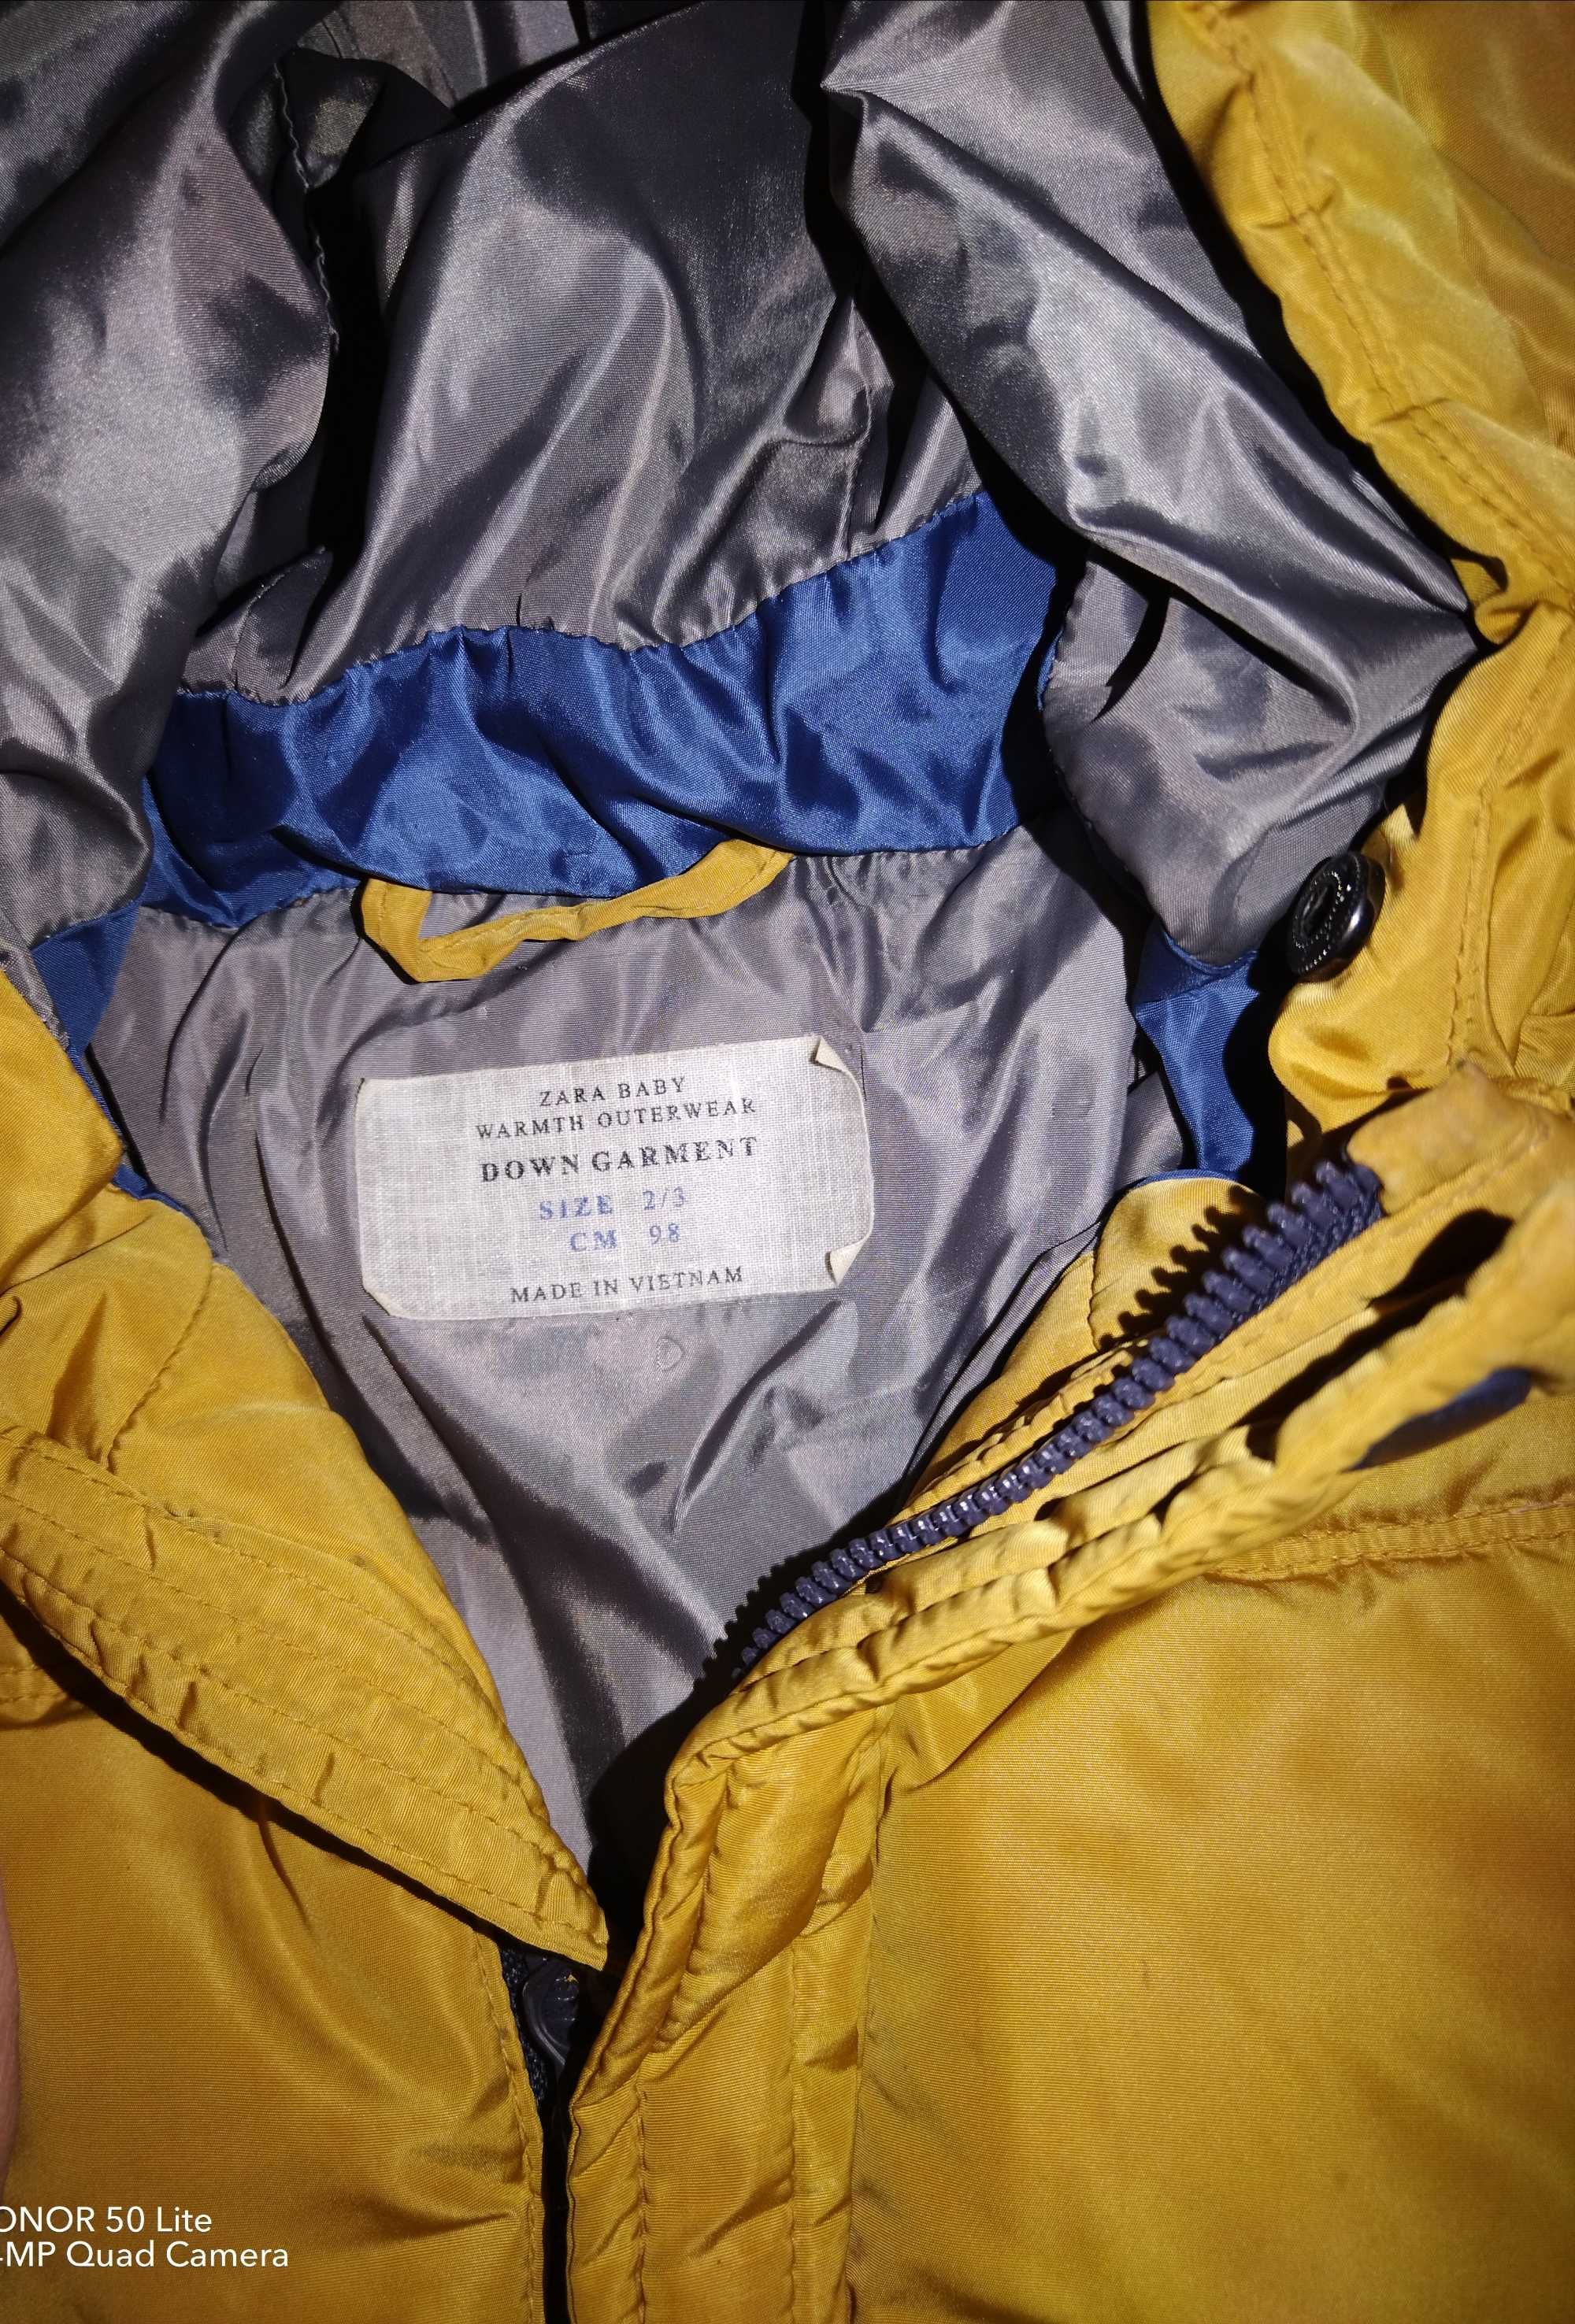 ZARA BABY
WARMTH OUTERWEAR
DOWN GARMENT
SIZE 2/3
CM 98
MADE IN VIETNAM
ONOR 50 Lite
MP Quad Camera